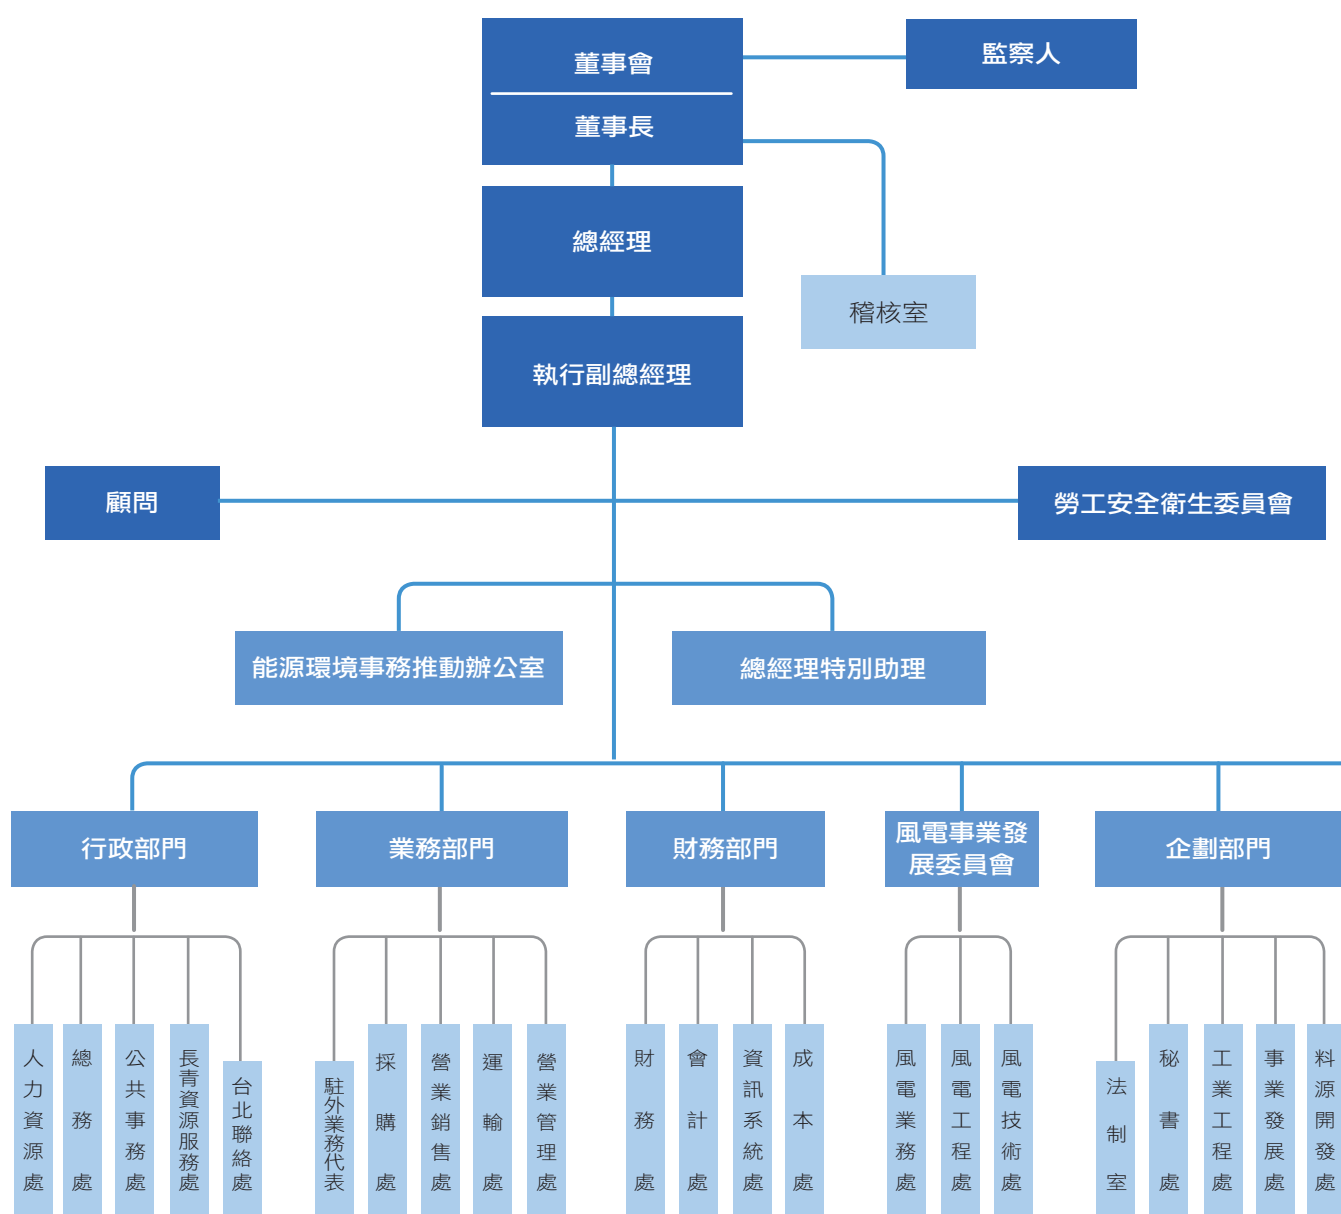 董事會
監察人
董事長
總經理
稽核室
執行副總經理
顧問
勞工安全衛生委員會
能源環境事務推動辦公室
總經理特別助理
行政部門
業務部門
財務部門
風電事業發
展委員會
企劃部門
人力資源處
總務處
公共事務處
長青資源服務處
台北聯絡處
駐外業務代表
採購處
營業銷售處
運輸處
營業管理處
財務處
會計處
資訊系統處
成本處
風電業務處
風電工程處
風電技術處
法制室
秘書處
工業工程處
事業發展處
料源開發處